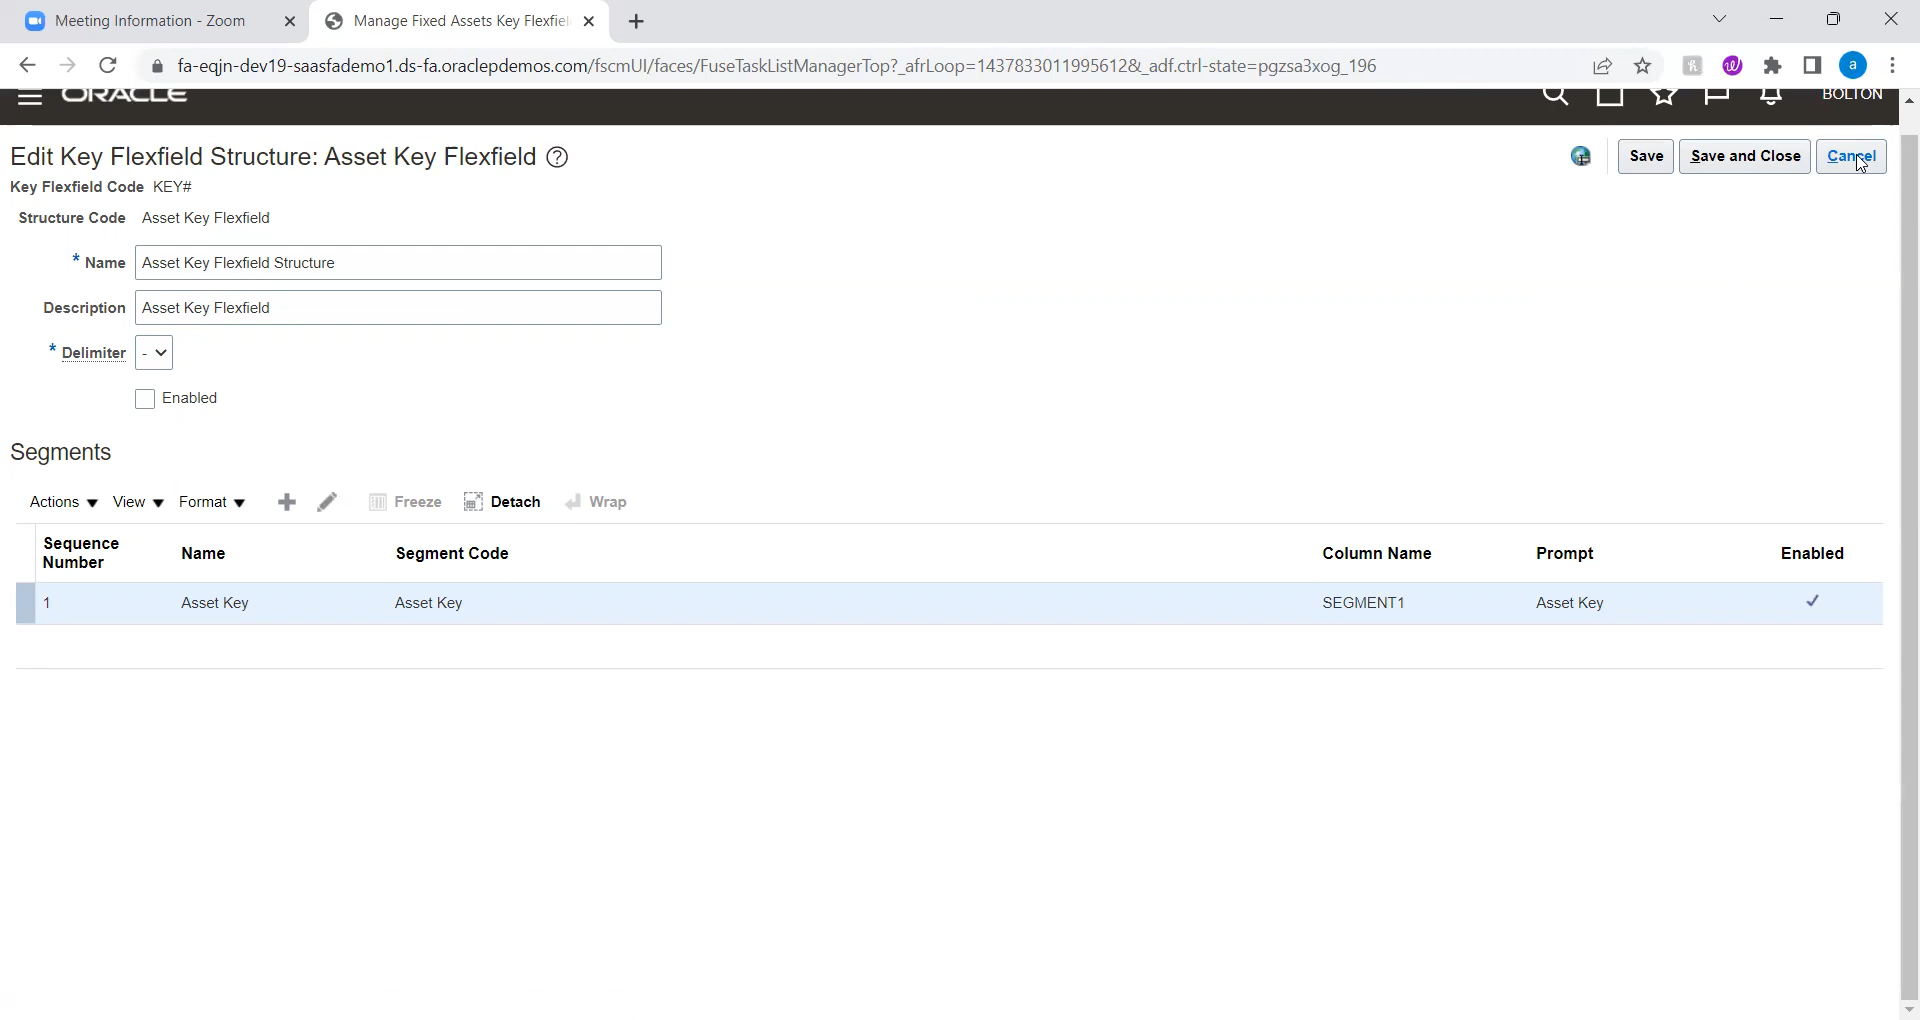 Meeting Information - Zoom
Manage Fixed Assets Key Flexfiel
fa-eqjn-dev19-saasfademo1.ds-fa.oraclepdemos.com/fscmUI/faces/FuseTaskListManagerTop?_afrLoop=14378330119956128&_adf.ctrl-state=pgzsa3xog_196
a
ORACLE
BOLTON
Edit Key Flexfield Structure: Asset Key Flexfield ?
Save
Save and Close
Cancel
Key Flexfield Code KEY#
Structure Code Asset Key Flexfield
* Name Asset Key Flexfield Structure
Description Asset Key Flexfield
* Delimiter -
Enabled
Segments
Actions View Format Freeze Detach Wrap
Sequence Number Name Segment Code Column Name Prompt Enabled
1 Asset Key Asset Key SEGMENT1 Asset Key